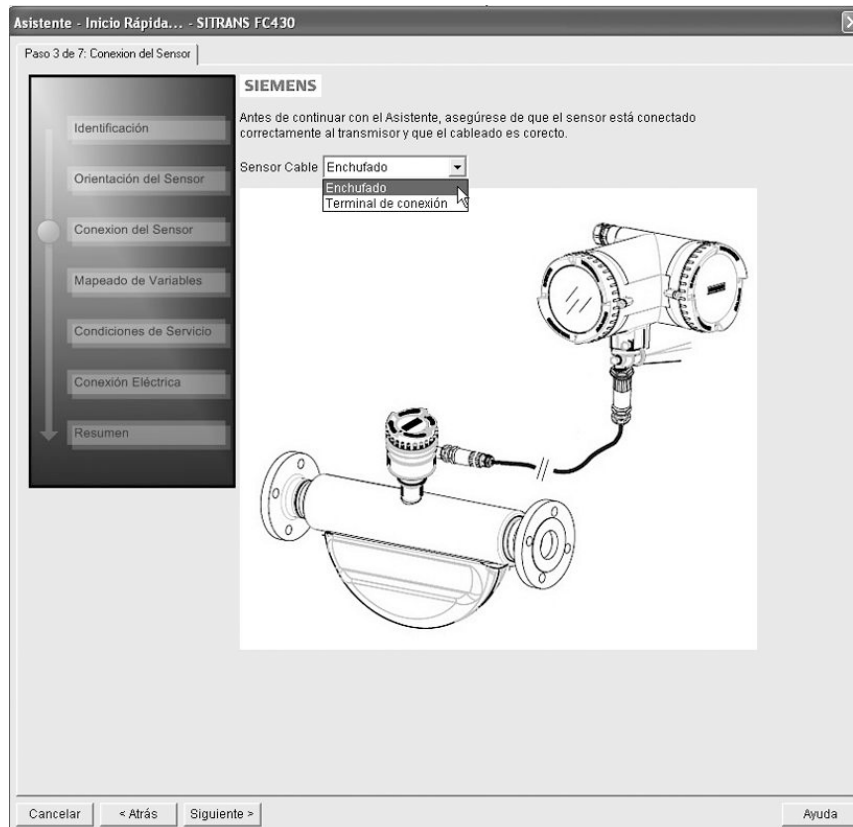 Asistente - Inicio Rápida... - SITRANS FC430
Paso 3 de 7: Conexion del Sensor
SIEMENS
Antes de continuar con el Asistente, asegúrese de que el sensor está conectado
correctamente al transmisor y que el cableado es corecto.
Sensor Cable Enchufado
Enchufado
Terminal de conexión
Identificación
Orientación del Sensor
Conexion del Sensor
Mapeado de Variables
Condiciones de Servicio
Conexión Eléctrica
Resumen
Cancelar < Atrás Siguiente > Ayuda